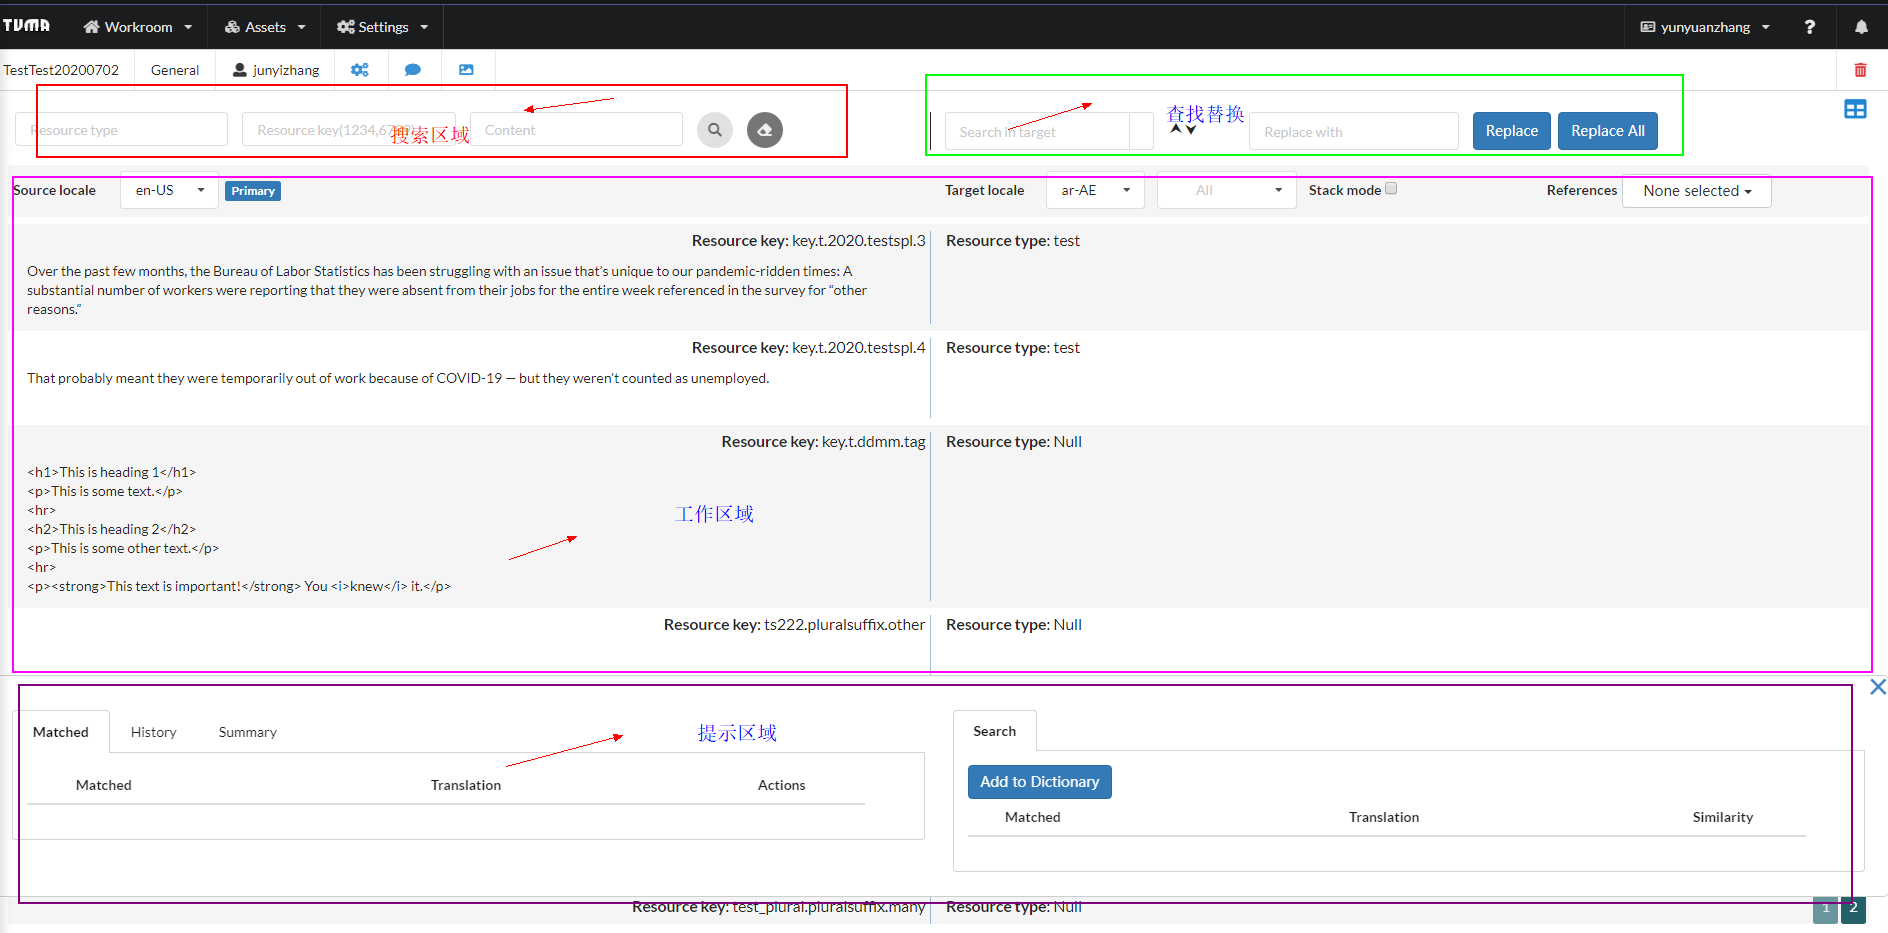 TUMA Workroom Assets Settings yunyuanzhang ?
TestTest20200702 General junyizhang
Resource type Resource key(1234,6789) Content
搜索区域
查找替换
Search in target Replace with Replace Replace All
Source locale en-US Primary Target locale ar-AE All Stack mode References None selected
Resource key: key.t.2020.testspl.3 Resource type: test
Over the past few months, the Bureau of Labor Statistics has been struggling with an issue that’s unique to our pandemic-ridden times: A
substantial number of workers were reporting that they were absent from their jobs for the entire week referenced in the survey for “other
reasons.”
Resource key: key.t.2020.testspl.4 Resource type: test
That probably meant they were temporarily out of work because of COVID-19 — but they weren’t counted as unemployed.
Resource key: key.t.ddmm.tag Resource type: Null
<h1>This is heading 1</h1>
<p>This is some text.</p>
<hr>
<h2>This is heading 2</h2>
<p>This is some other text.</p>
<hr>
<p><strong>This text is important!</strong> You <i>knew</i> it.</p>
工作区域
Resource key: ts222.pluralsuffix.other Resource type: Null
Matched History Summary
提示区域
Matched Translation Actions
Search
Add to Dictionary
Matched Translation Similarity
Resource key: test_plural.pluralsuffix.many Resource type: Null
1 2